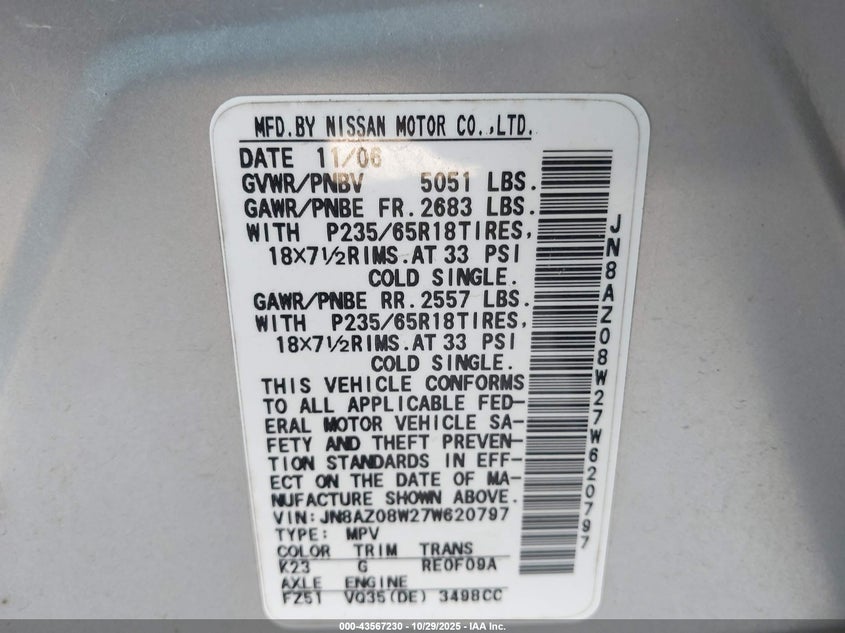 MFD.BY NISSAN MOTOR CO.,LTD.
DATE 11/06
GVWR/PNBV 5051 LBS.
GAWR/PNBE FR.2683 LBS.
WITH P235/65R18TIRES,
18×7½RIMS.AT 33 PSI
COLD SINGLE.
GAWR/PNBE RR.2557 LBS.
WITH P235/65R18TIRES,
18×7½RIMS.AT 33 PSI
COLD SINGLE.
THIS VEHICLE CONFORMS
TO ALL APPLICABLE FED-
ERAL MOTOR VEHICLE SA-
FETY AND THEFT PREVEN-
TION STANDARDS IN EFF-
ECT ON THE DATE OF MA-
NUFACTURE SHOWN ABOVE.
VIN:JN8AZ08W27W620797
TYPE: MPV
COLOR TRIM TRANS
K23 G RE0F09A
AXLE ENGINE
FZ51 VQ35(DE) 3498CC
JN8AZ08W27W620797
000-43567230 - 10/29/2025 - IAA Inc.